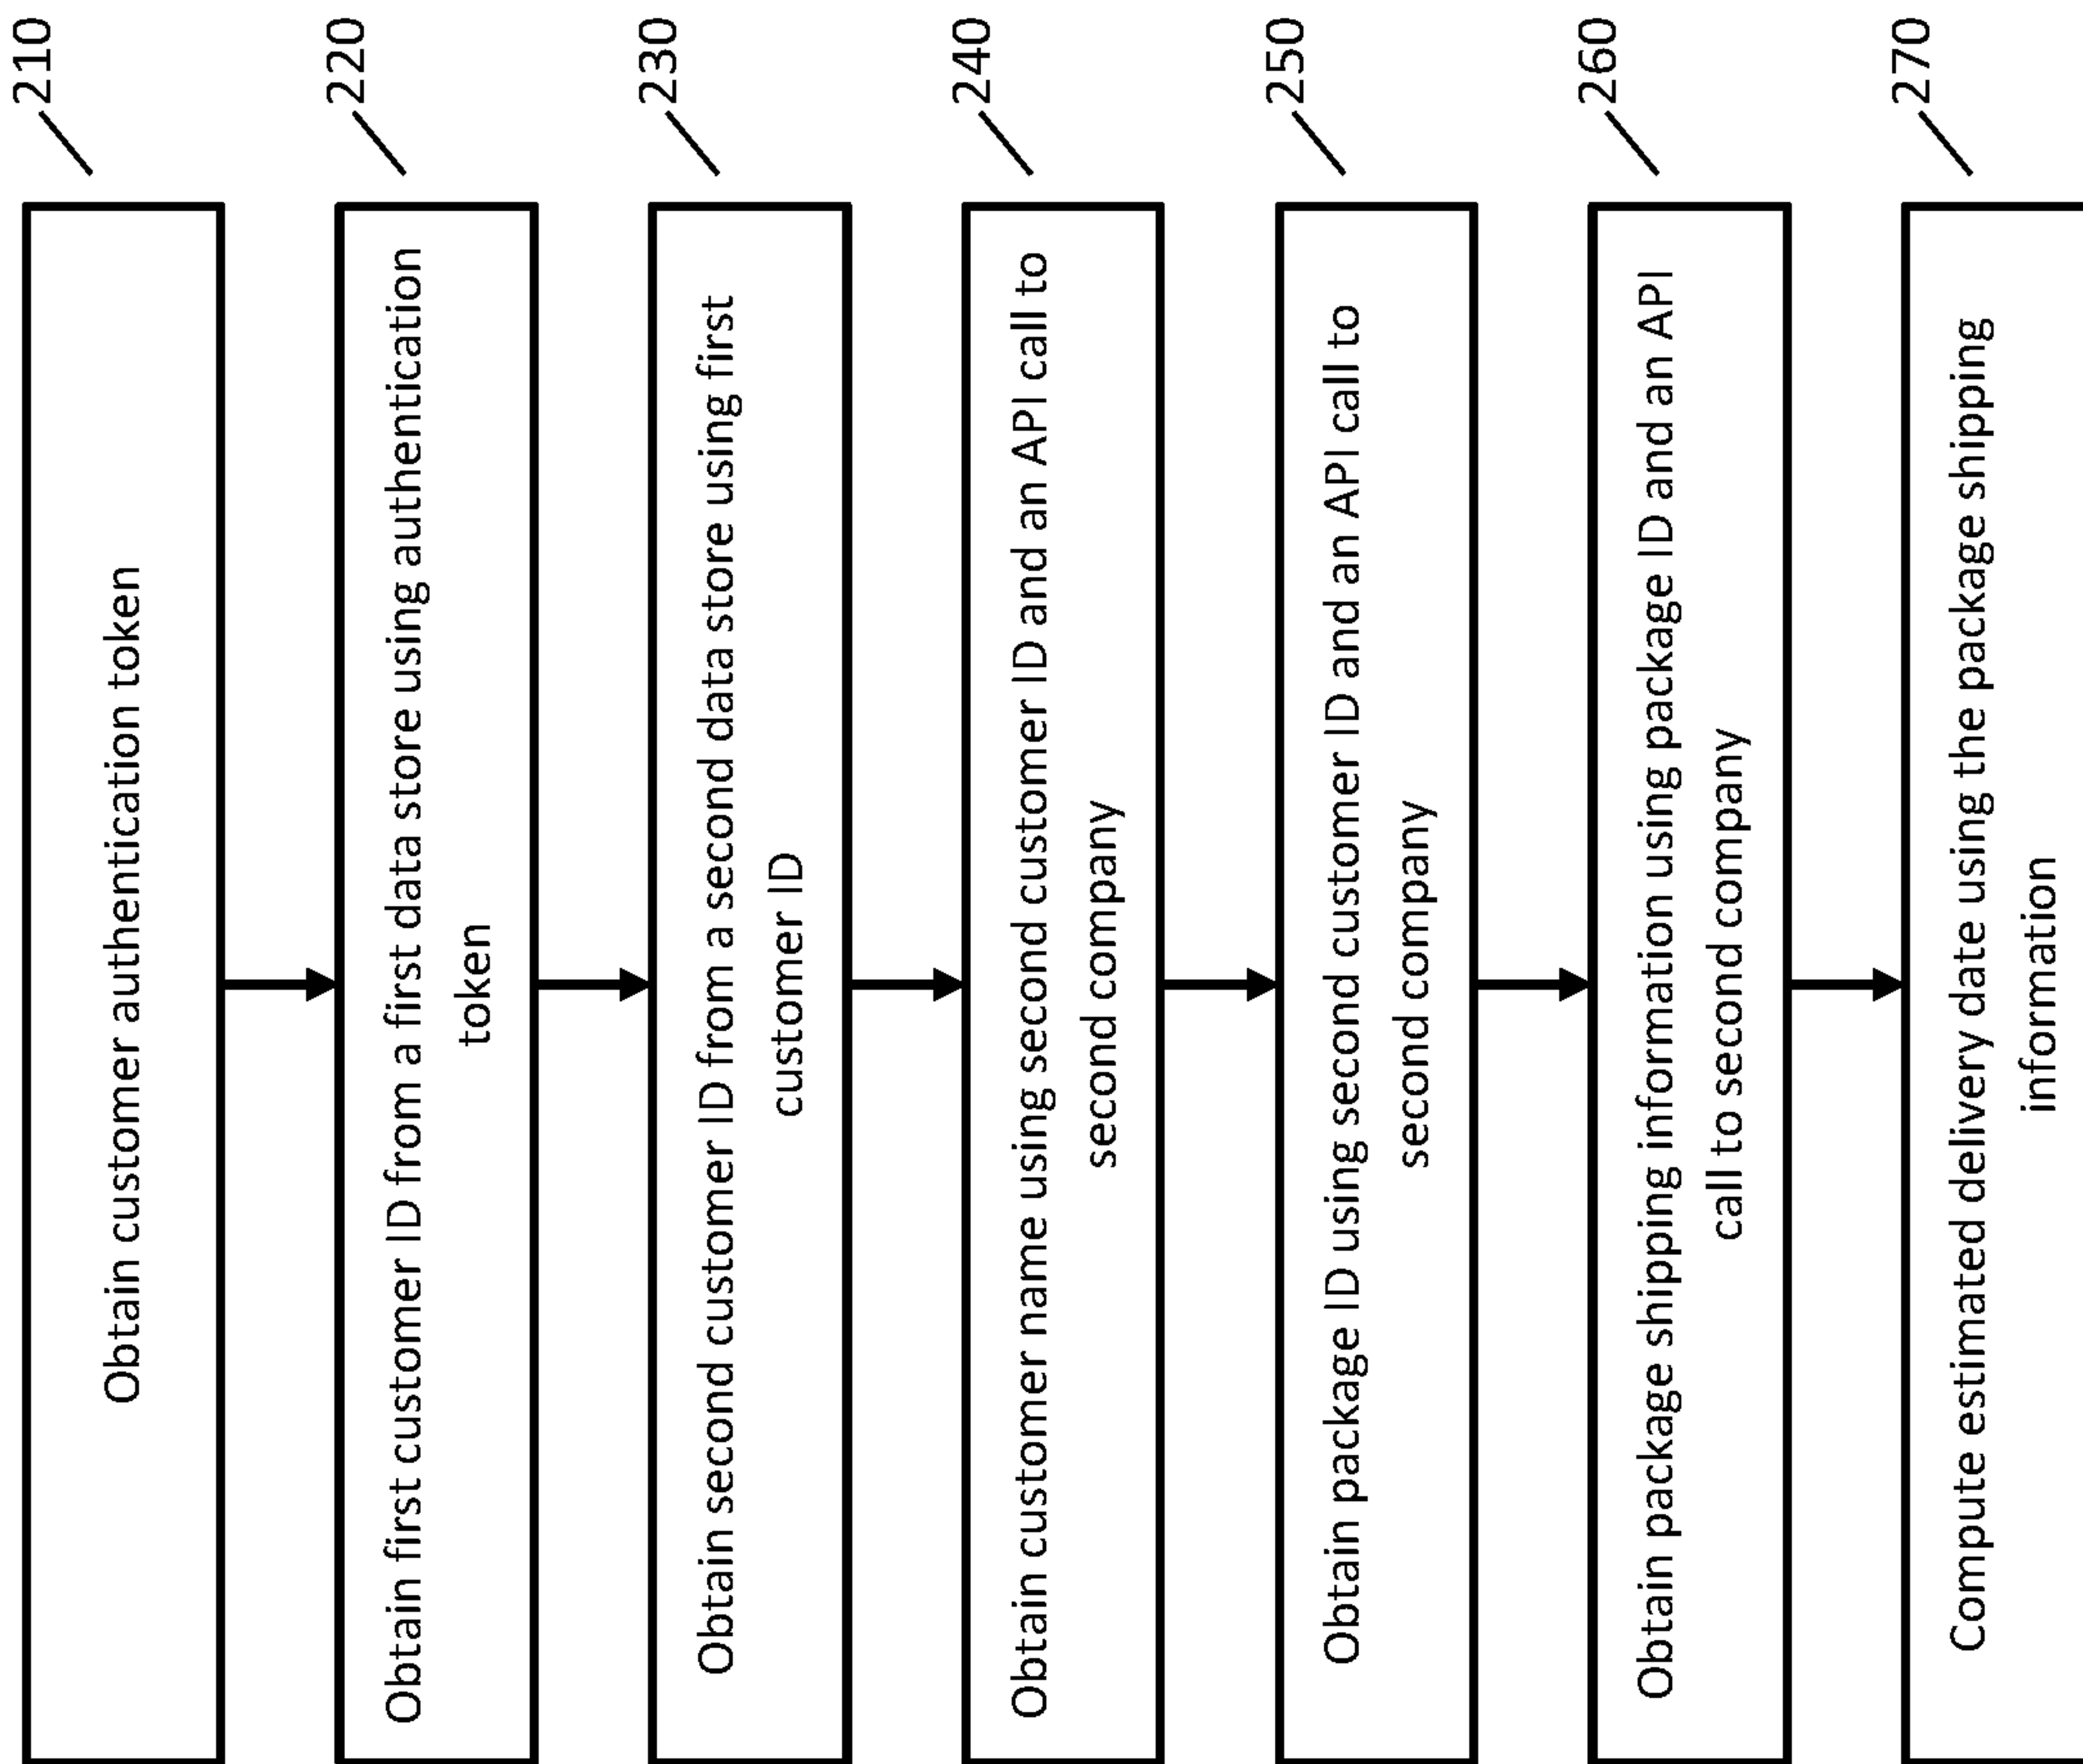 210
Obtain customer authentication token
220
Obtain first customer ID from a first data store using authentication
token
230
Obtain second customer ID from a second data store using first
customer ID
240
Obtain customer name using second customer ID and an API call to
second company
250
Obtain package ID using second customer ID and an API call to
second company
260
Obtain package shipping information using package ID and an API
call to second company
270
Compute estimated delivery date using the package shipping
information